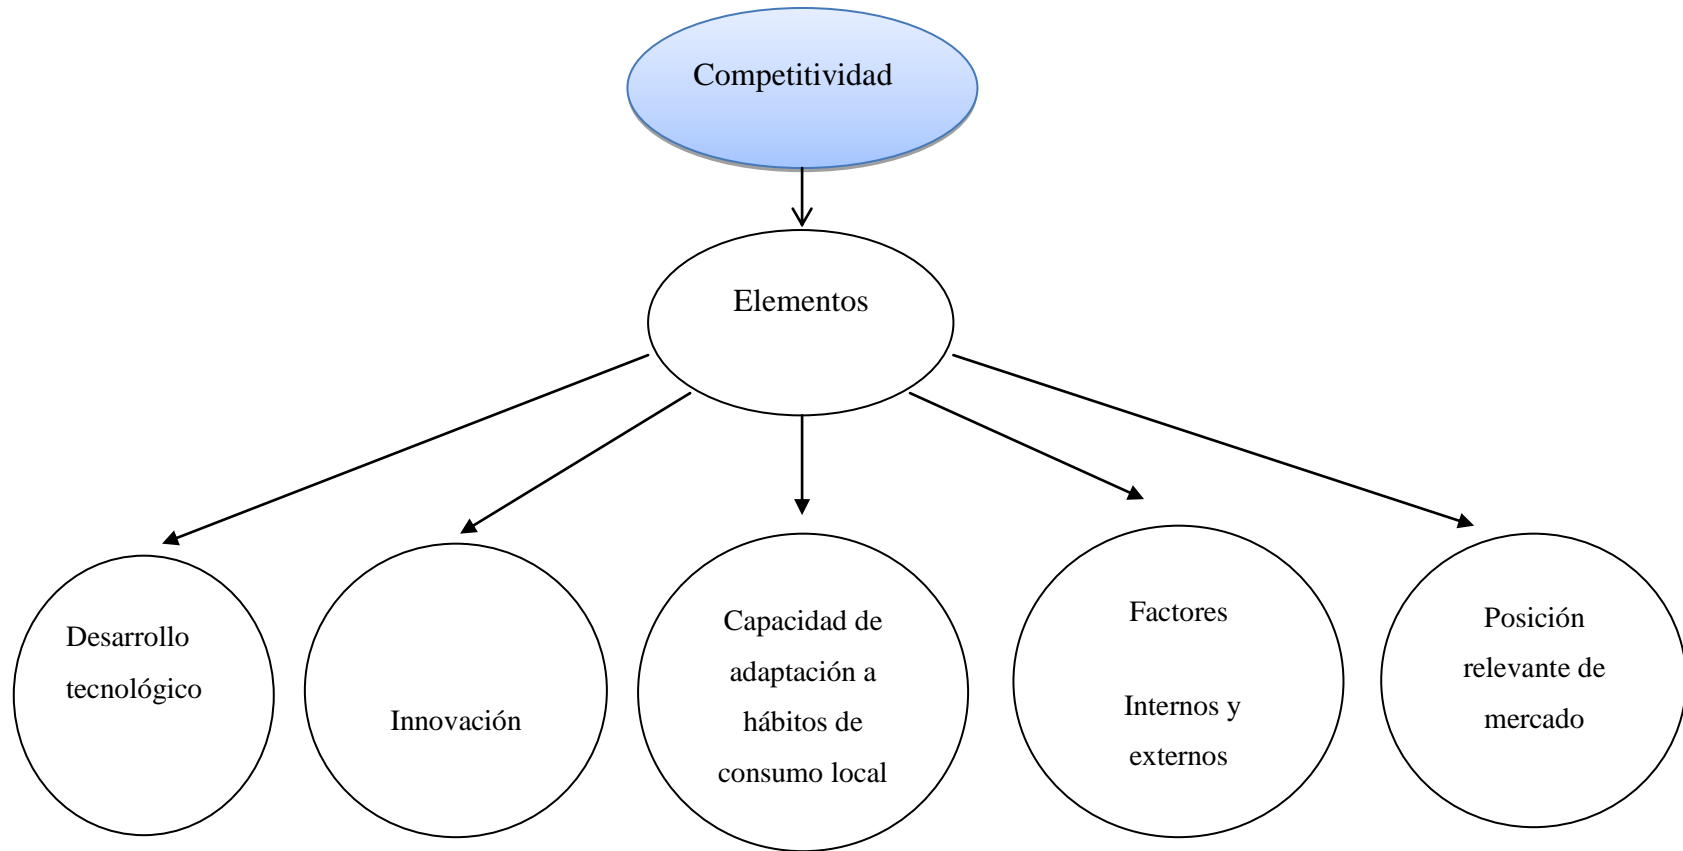 Competitividad
Elementos
Desarrollo
tecnológico
Innovación
Capacidad de
adaptación a
hábitos de
consumo local
Factores
Internos y
externos
Posición
relevante de
mercado